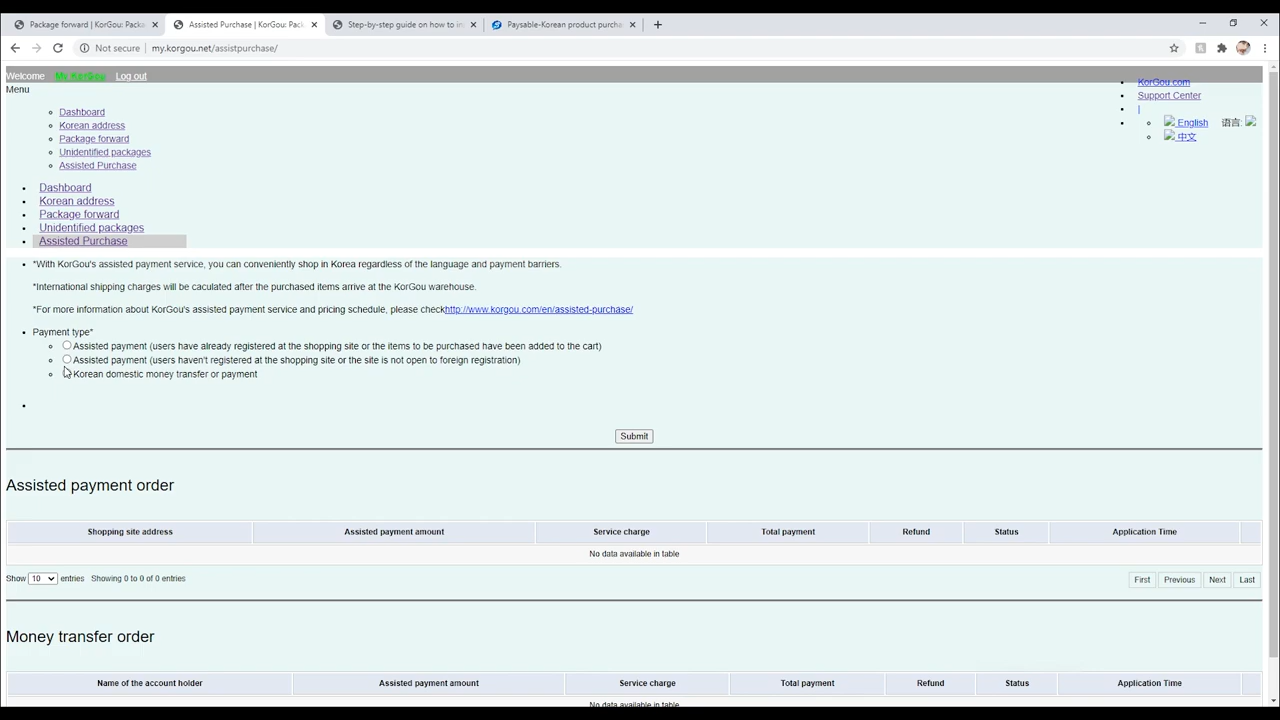 Package forward | KorGou: Packa
Assisted Purchase | KorGou: Pack
Step-by-step guide on how to in
Paysable-Korean product purcha
Not secure | my.korgou.net/assistpurchase/
Welcome My KorGou Log out
Menu
KorGou.com
Support Center
|
English 语言:
中文
Dashboard
Korean address
Package forward
Unidentified packages
Assisted Purchase
Dashboard
Korean address
Package forward
Unidentified packages
Assisted Purchase
*With KorGou's assisted payment service, you can conveniently shop in Korea regardless of the language and payment barriers.
*International shipping charges will be caculated after the purchased items arrive at the KorGou warehouse.
*For more information about KorGou's assisted payment service and pricing schedule, please checkhttp://www.korgou.com/en/assisted-purchase/
Payment type*
Assisted payment (users have already registered at the shopping site or the items to be purchased have been added to the cart)
Assisted payment (users haven't registered at the shopping site or the site is not open to foreign registration)
Korean domestic money transfer or payment
Submit
Assisted payment order
Shopping site address Assisted payment amount Service charge Total payment Refund Status Application Time
No data available in table
Show 10 entries Showing 0 to 0 of 0 entries First Previous Next Last
Money transfer order
Name of the account holder Assisted payment amount Service charge Total payment Refund Status Application Time
No data available in table